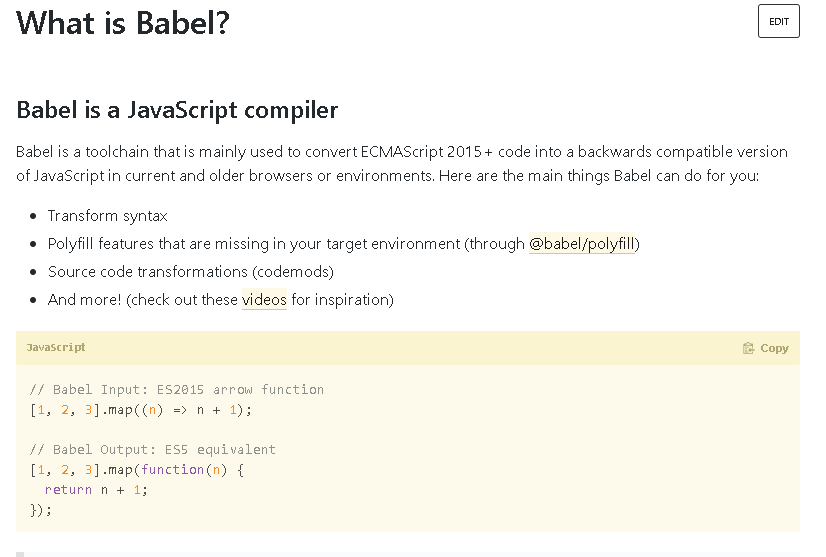 What is Babel?
EDIT
Babel is a JavaScript compiler
Babel is a toolchain that is mainly used to convert ECMAScript 2015+ code into a backwards compatible version
of JavaScript in current and older browsers or environments. Here are the main things Babel can do for you:
• Transform syntax
• Polyfill features that are missing in your target environment (through @babel/polyfill)
• Source code transformations (codemods)
• And more! (check out these videos for inspiration)
JavaScript
Copy
// Babel Input: ES2015 arrow function
[1, 2, 3].map((n) => n + 1);
// Babel Output: ES5 equivalent
[1, 2, 3].map(function(n) {
  return n + 1;
});